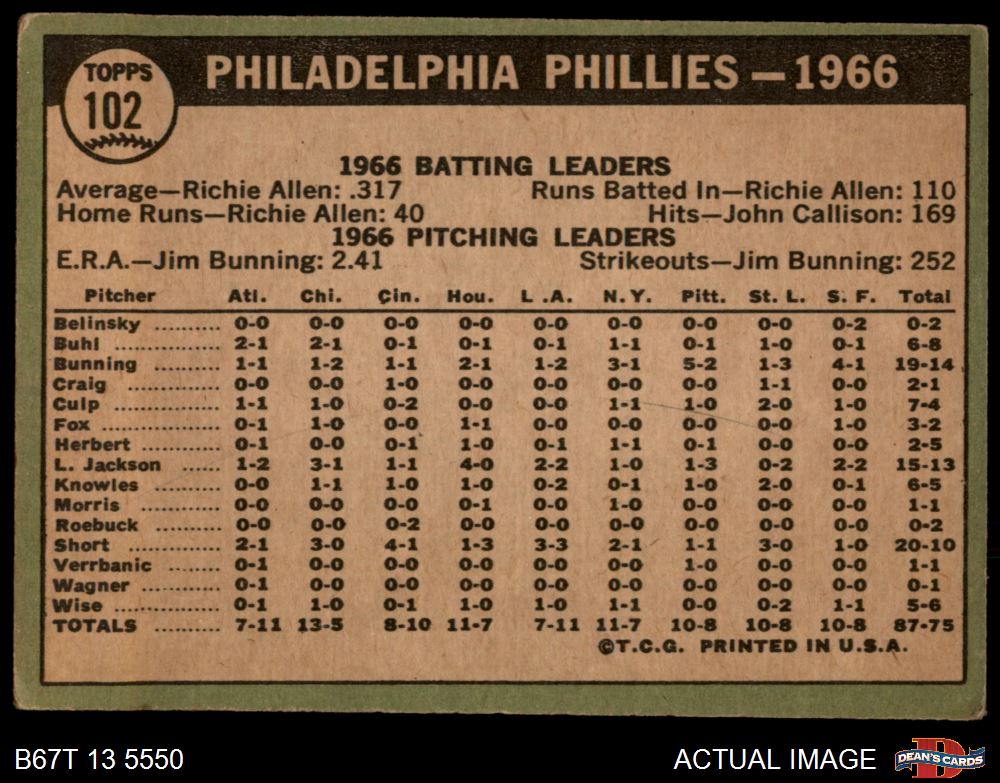 TOPPS
102
PHILADELPHIA PHILLIES — 1966
1966 BATTING LEADERS
Average—Richie Allen: .317 Runs Batted In—Richie Allen: 110
Home Runs—Richie Allen: 40 Hits—John Callison: 169
1966 PITCHING LEADERS
E.R.A.—Jim Bunning: 2.41 Strikeouts—Jim Bunning: 252
Pitcher Atl. Chi. Cin. Hou. L .A. N.Y. Pitt. St. L. S. F. Total
Belinsky .......... 0-0 0-0 0-0 0-0 0-0 0-0 0-0 0-0 0-2 0-2
Buhl ................ 2-1 2-1 0-1 0-1 0-1 1-1 0-1 1-0 0-1 6-8
Bunning ............ 1-1 1-2 1-1 2-1 1-2 3-1 5-2 1-3 4-1 19-14
Craig .............. 0-0 0-0 1-0 0-0 0-0 0-0 0-0 1-1 0-0 2-1
Culp ................ 1-1 1-0 0-2 0-0 0-0 1-1 1-0 2-0 1-0 7-4
Fox .................. 0-1 1-0 0-0 1-1 0-0 0-0 0-0 0-0 1-0 3-2
Herbert ............ 0-1 0-0 0-1 1-0 0-1 1-1 0-1 0-0 0-0 2-5
L. Jackson ...... 1-2 3-1 1-1 4-0 2-2 1-0 1-3 0-2 2-2 15-13
Knowles .......... 0-0 1-1 1-0 1-0 0-2 0-1 1-0 2-0 0-1 6-5
Morris .............. 0-0 0-0 0-0 0-1 0-0 1-0 0-0 0-0 0-0 1-1
Roebuck .......... 0-0 0-0 0-2 0-0 0-0 0-0 0-0 0-0 0-0 0-2
Short .............. 2-1 3-0 4-1 1-3 3-3 2-1 1-1 3-0 1-0 20-10
Verrbanic ........ 0-1 0-0 0-0 0-0 0-0 0-0 1-0 0-0 0-0 1-1
Wagner ............ 0-1 0-0 0-0 0-0 0-0 0-0 0-0 0-0 0-0 0-1
Wise ................ 0-1 1-0 0-1 1-0 1-0 1-1 0-0 0-2 1-1 5-6
TOTALS .......... 7-11 13-5 8-10 11-7 7-11 11-7 10-8 10-8 10-8 87-75
©T.C.G. PRINTED IN U.S.A.
B67T 13 5550 ACTUAL IMAGE
DEAN'S CARDS